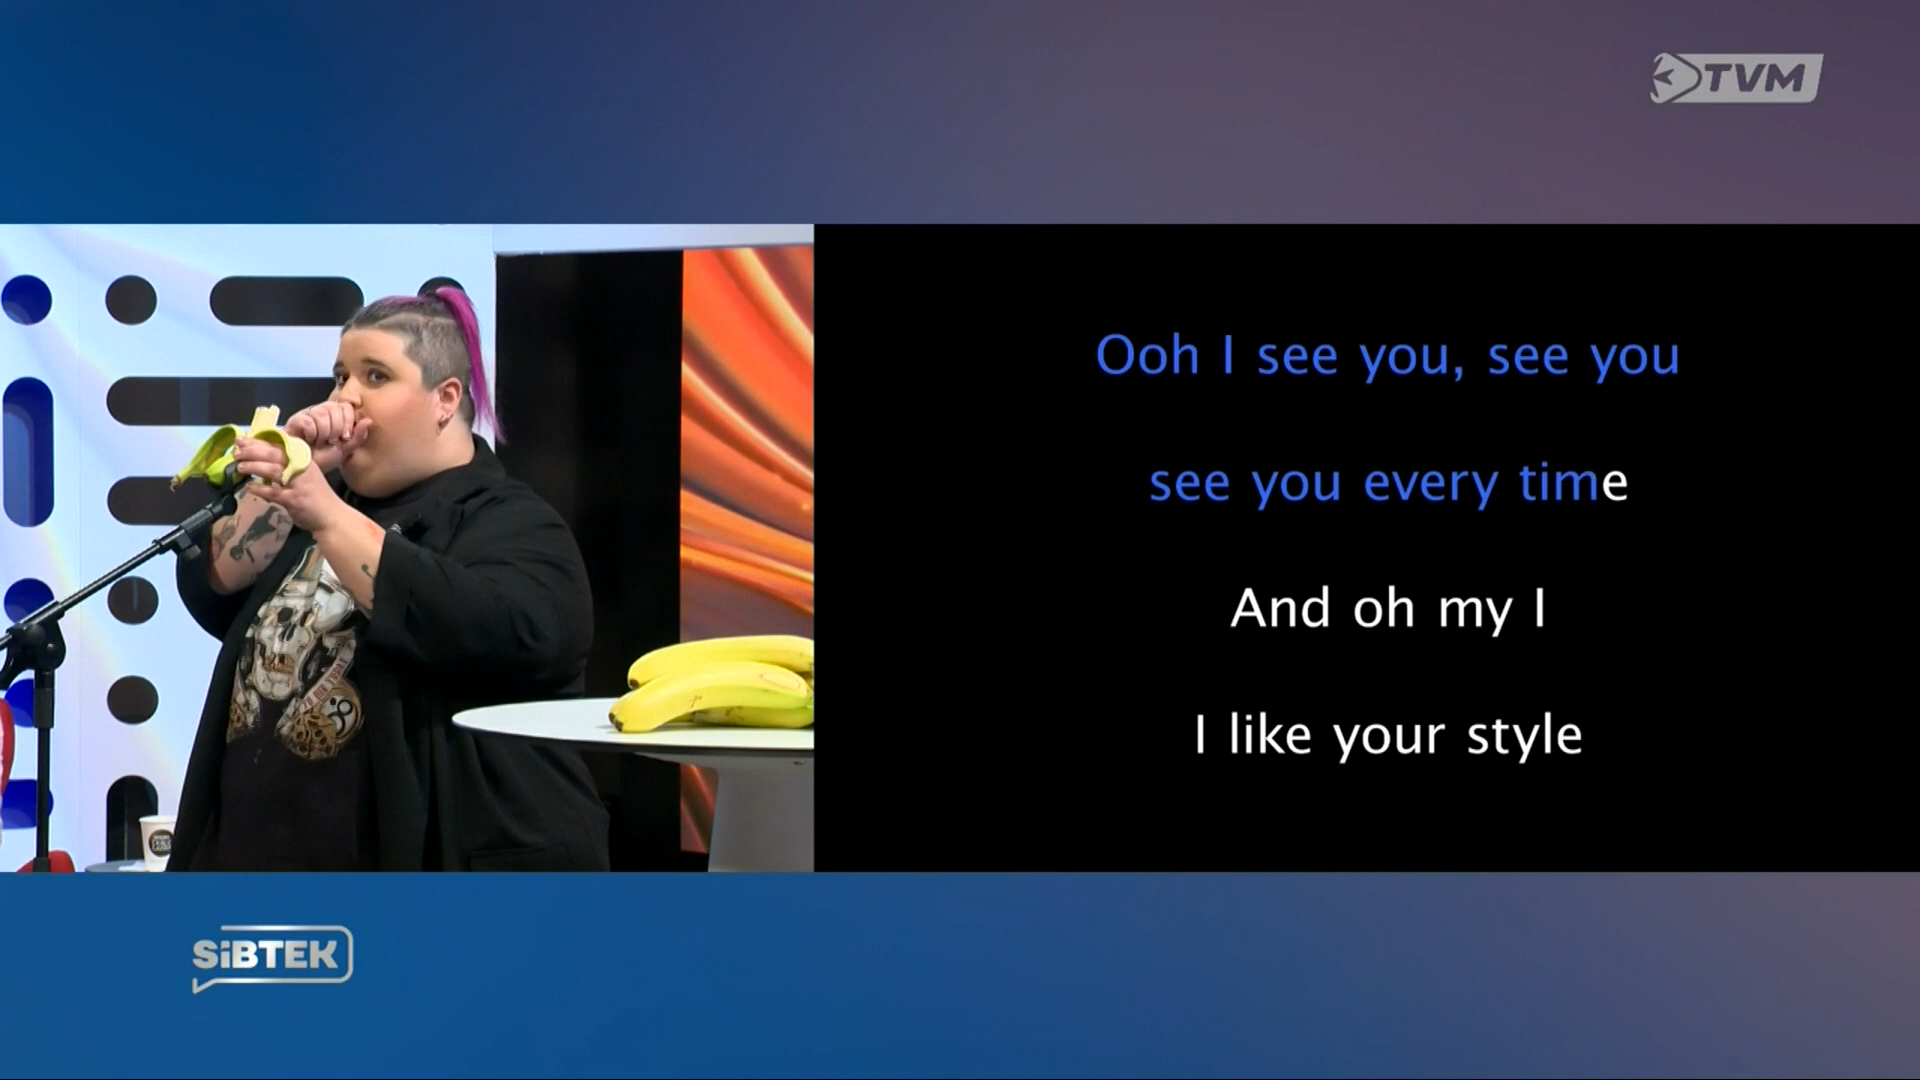 TVM
Ooh I see you, see you
see you every time
And oh my I
I like your style
SiBTEK